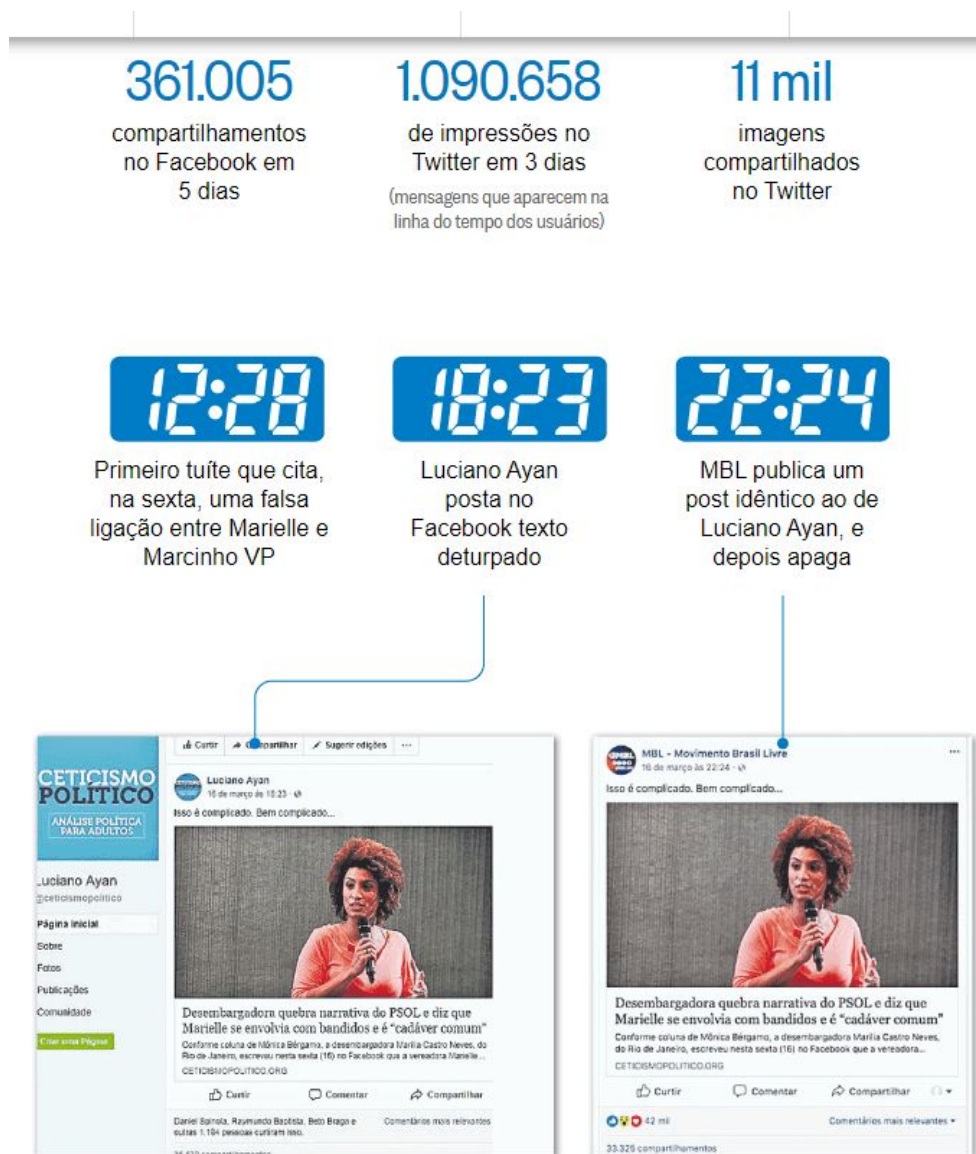 361.005
compartilhamentos
no Facebook em
5 dias
1.090.658
de impressões no
Twitter em 3 dias
(mensagens que aparecem na
linha do tempo dos usuários)
11 mil
imagens
compartilhados
no Twitter
12:28
Primeiro tuíte que cita,
na sexta, uma falsa
ligação entre Marielle e
Marcinho VP
18:23
Luciano Ayan
posta no
Facebook texto
deturpado
22:24
MBL publica um
post idêntico ao de
Luciano Ayan, e
depois apaga
CETICISMO
POLÍTICO
ANÁLISE POLÍTICA
PARA ADULTOS
Luciano Ayan
@ceticismopolitico
Página inicial
Sobre
Fotos
Publicações
Comunidade
Criar uma Página
Curtir Compartilhar Sugerir edições ...
Luciano Ayan
16 de março às 18:23
Isso é complicado. Bem complicado...
Desembargadora quebra narrativa do PSOL e diz que
Marielle se envolvia com bandidos e é “cadáver comum”
Conforme coluna de Mônica Bérgamo, a desembargadora Marília Castro Neves, do
Rio de Janeiro, escreveu nesta sexta (16) no Facebook que a vereadora Marielle...
CETICISMOPOLITICO.ORG
Curtir Comentar Compartilhar
Daniel Spinola, Raymundo Baptista, Beto Braga e
outras 1.194 pessoas curtiram isso.
Comentários mais relevantes
compartilhamentos
MBL - Movimento Brasil Livre
16 de março às 22:24
...
Isso é complicado. Bem complicado...
Desembargadora quebra narrativa do PSOL e diz que
Marielle se envolvia com bandidos e é “cadáver comum”
Conforme coluna de Mônica Bérgamo, a desembargadora Marília Castro Neves,
do Rio de Janeiro, escreveu nesta sexta (16) no Facebook que a vereadora...
CETICISMOPOLITICO.ORG
Curtir Comentar Compartilhar
42 mil
Comentários mais relevantes
33.325 compartilhamentos